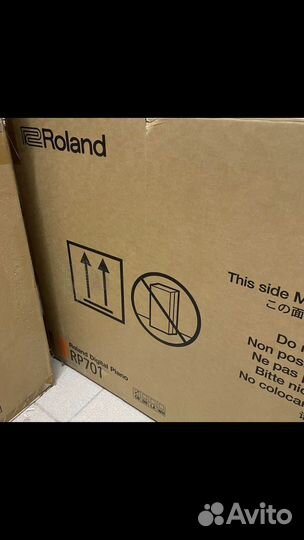 Roland
This side M
この面
Do n
Non pos
Ne pas
Bitte nic
No colocar
Roland Digital Piano
RP701
Avito